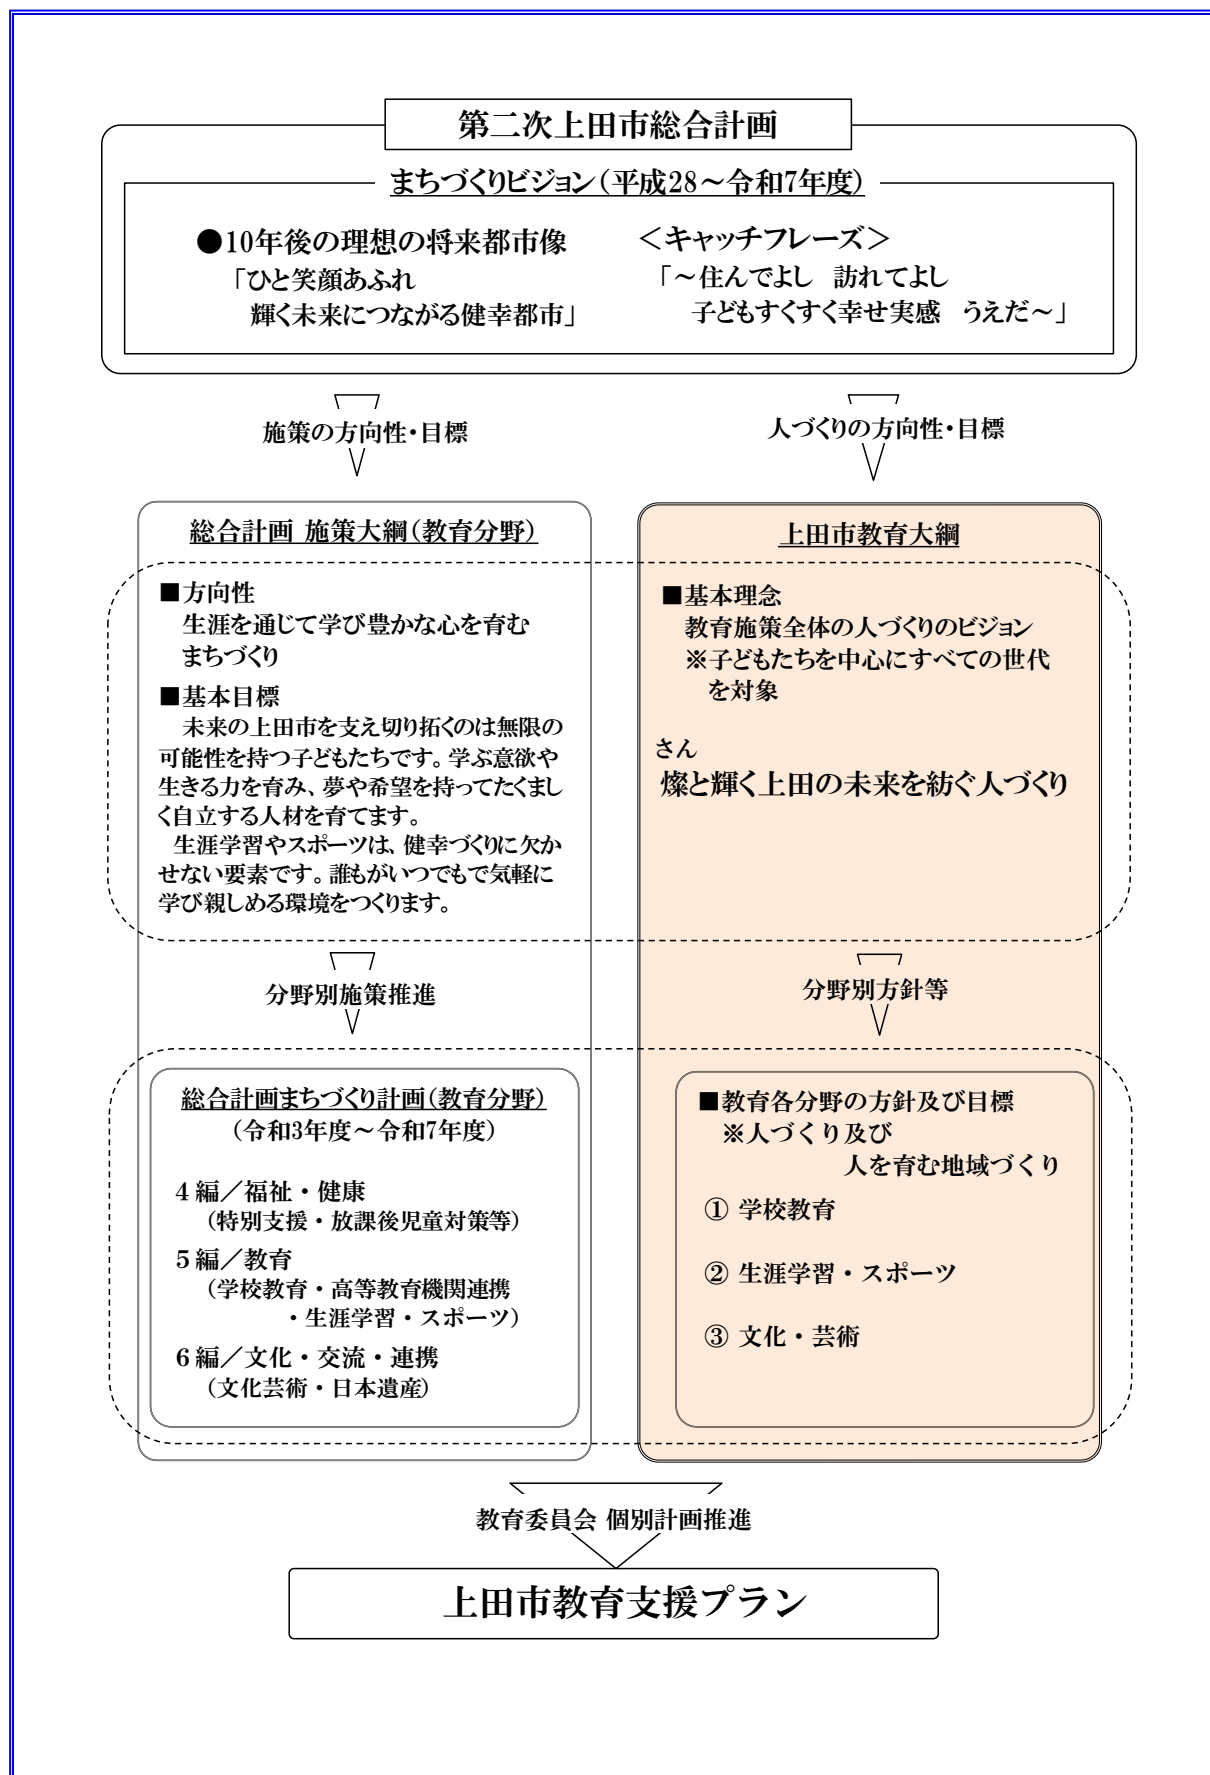 第二次上田市総合計画
まちづくりビジョン（平成28～令和7年度）
●10年後の理想の将来都市像
「ひと笑顔あふれ
輝く未来につながる健幸都市」
＜キャッチフレーズ＞
「～住んでよし　訪れてよし
子どもすくすく幸せ実感　うえだ～」
施策の方向性・目標
人づくりの方向性・目標
総合計画 施策大綱（教育分野）
■方向性
生涯を通じて学び豊かな心を育む
まちづくり
■基本目標
未来の上田市を支え切り拓くのは無限の
可能性を持つ子どもたちです。学ぶ意欲や
生きる力を育み、夢や希望を持ってたくまし
く自立する人材を育てます。
生涯学習やスポーツは、健幸づくりに欠か
せない要素です。誰もがいつでもで気軽に
学び親しめる環境をつくります。
上田市教育大綱
■基本理念
教育施策全体の人づくりのビジョン
※子どもたちを中心にすべての世代
を対象
さん
燦と輝く上田の未来を紡ぐ人づくり
分野別施策推進
分野別方針等
総合計画まちづくり計画（教育分野）
（令和3年度～令和7年度）
４編／福祉・健康
（特別支援・放課後児童対策等）
５編／教育
（学校教育・高等教育機関連携
・生涯学習・スポーツ）
６編／文化・交流・連携
（文化芸術・日本遺産）
■教育各分野の方針及び目標
※人づくり及び
人を育む地域づくり
① 学校教育
② 生涯学習・スポーツ
③ 文化・芸術
教育委員会 個別計画推進
上田市教育支援プラン